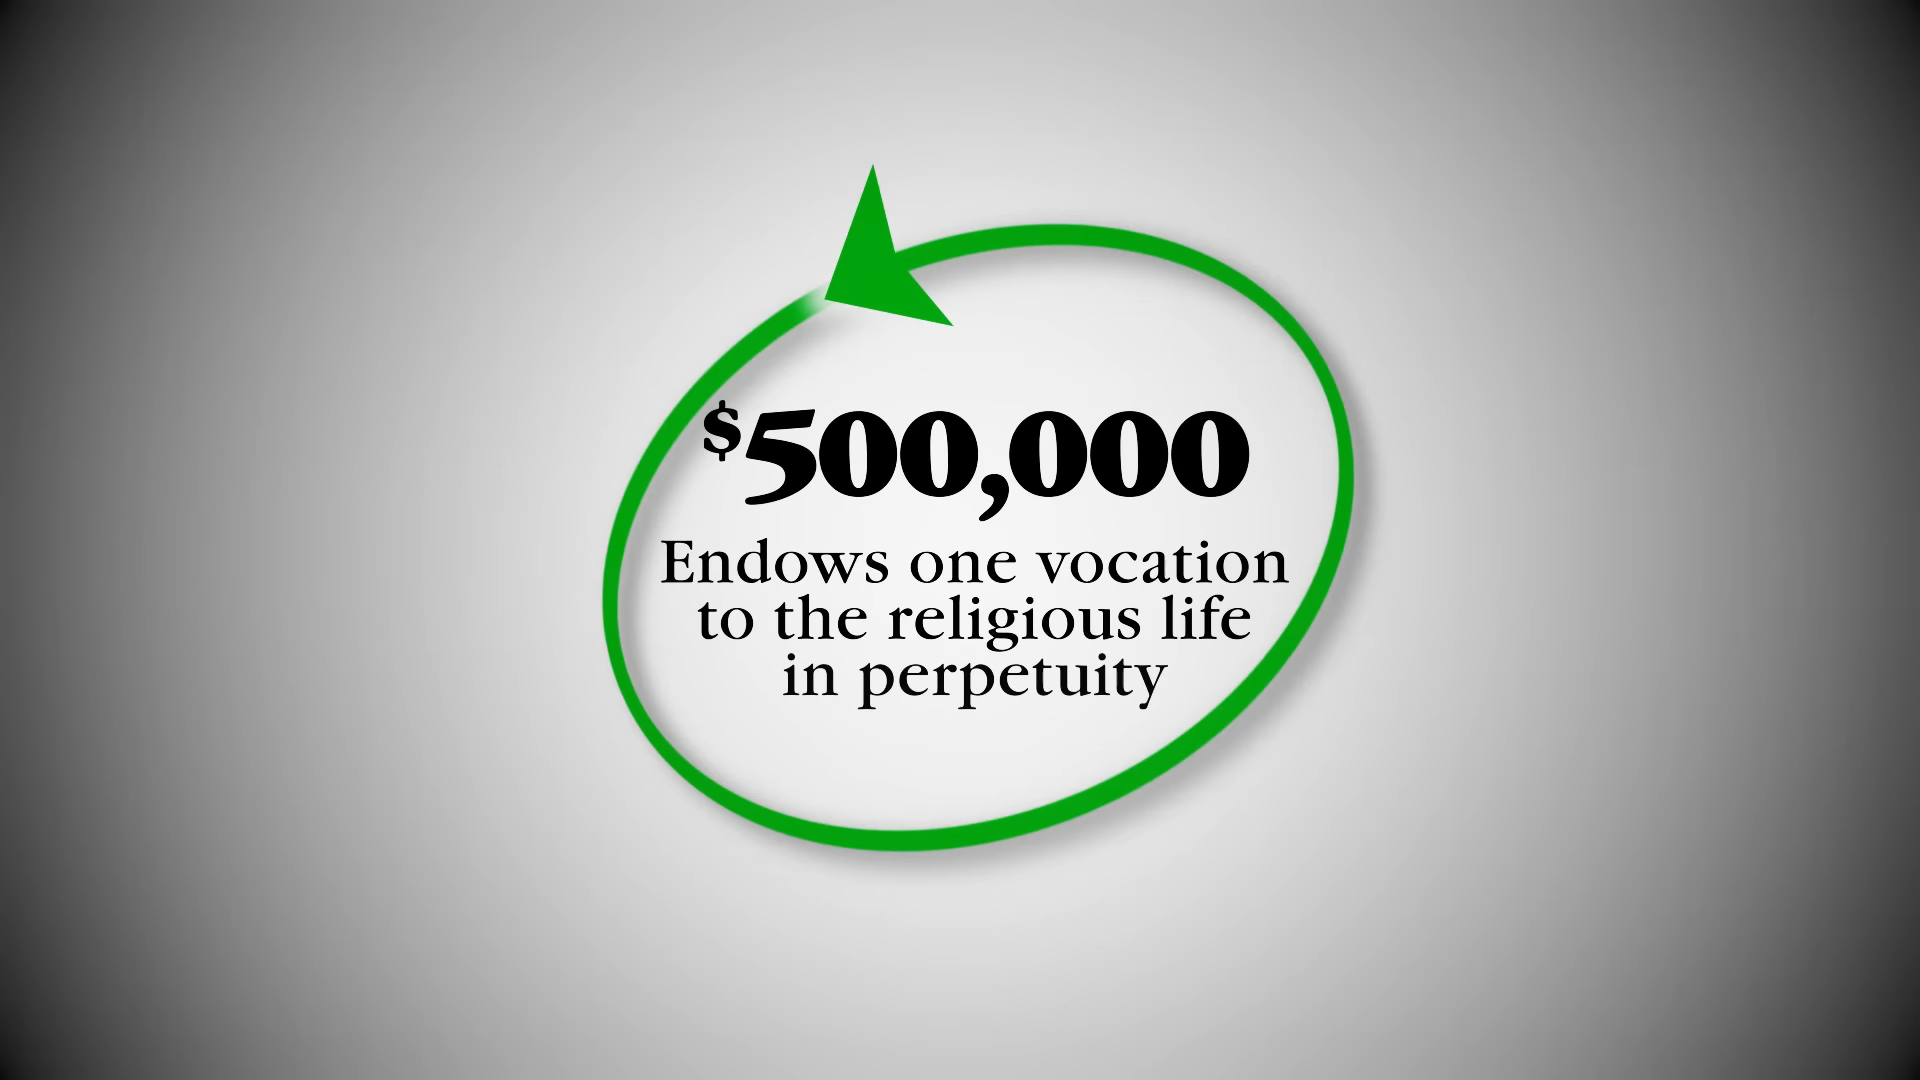 $500,000
Endows one vocation
to the religious life
in perpetuity